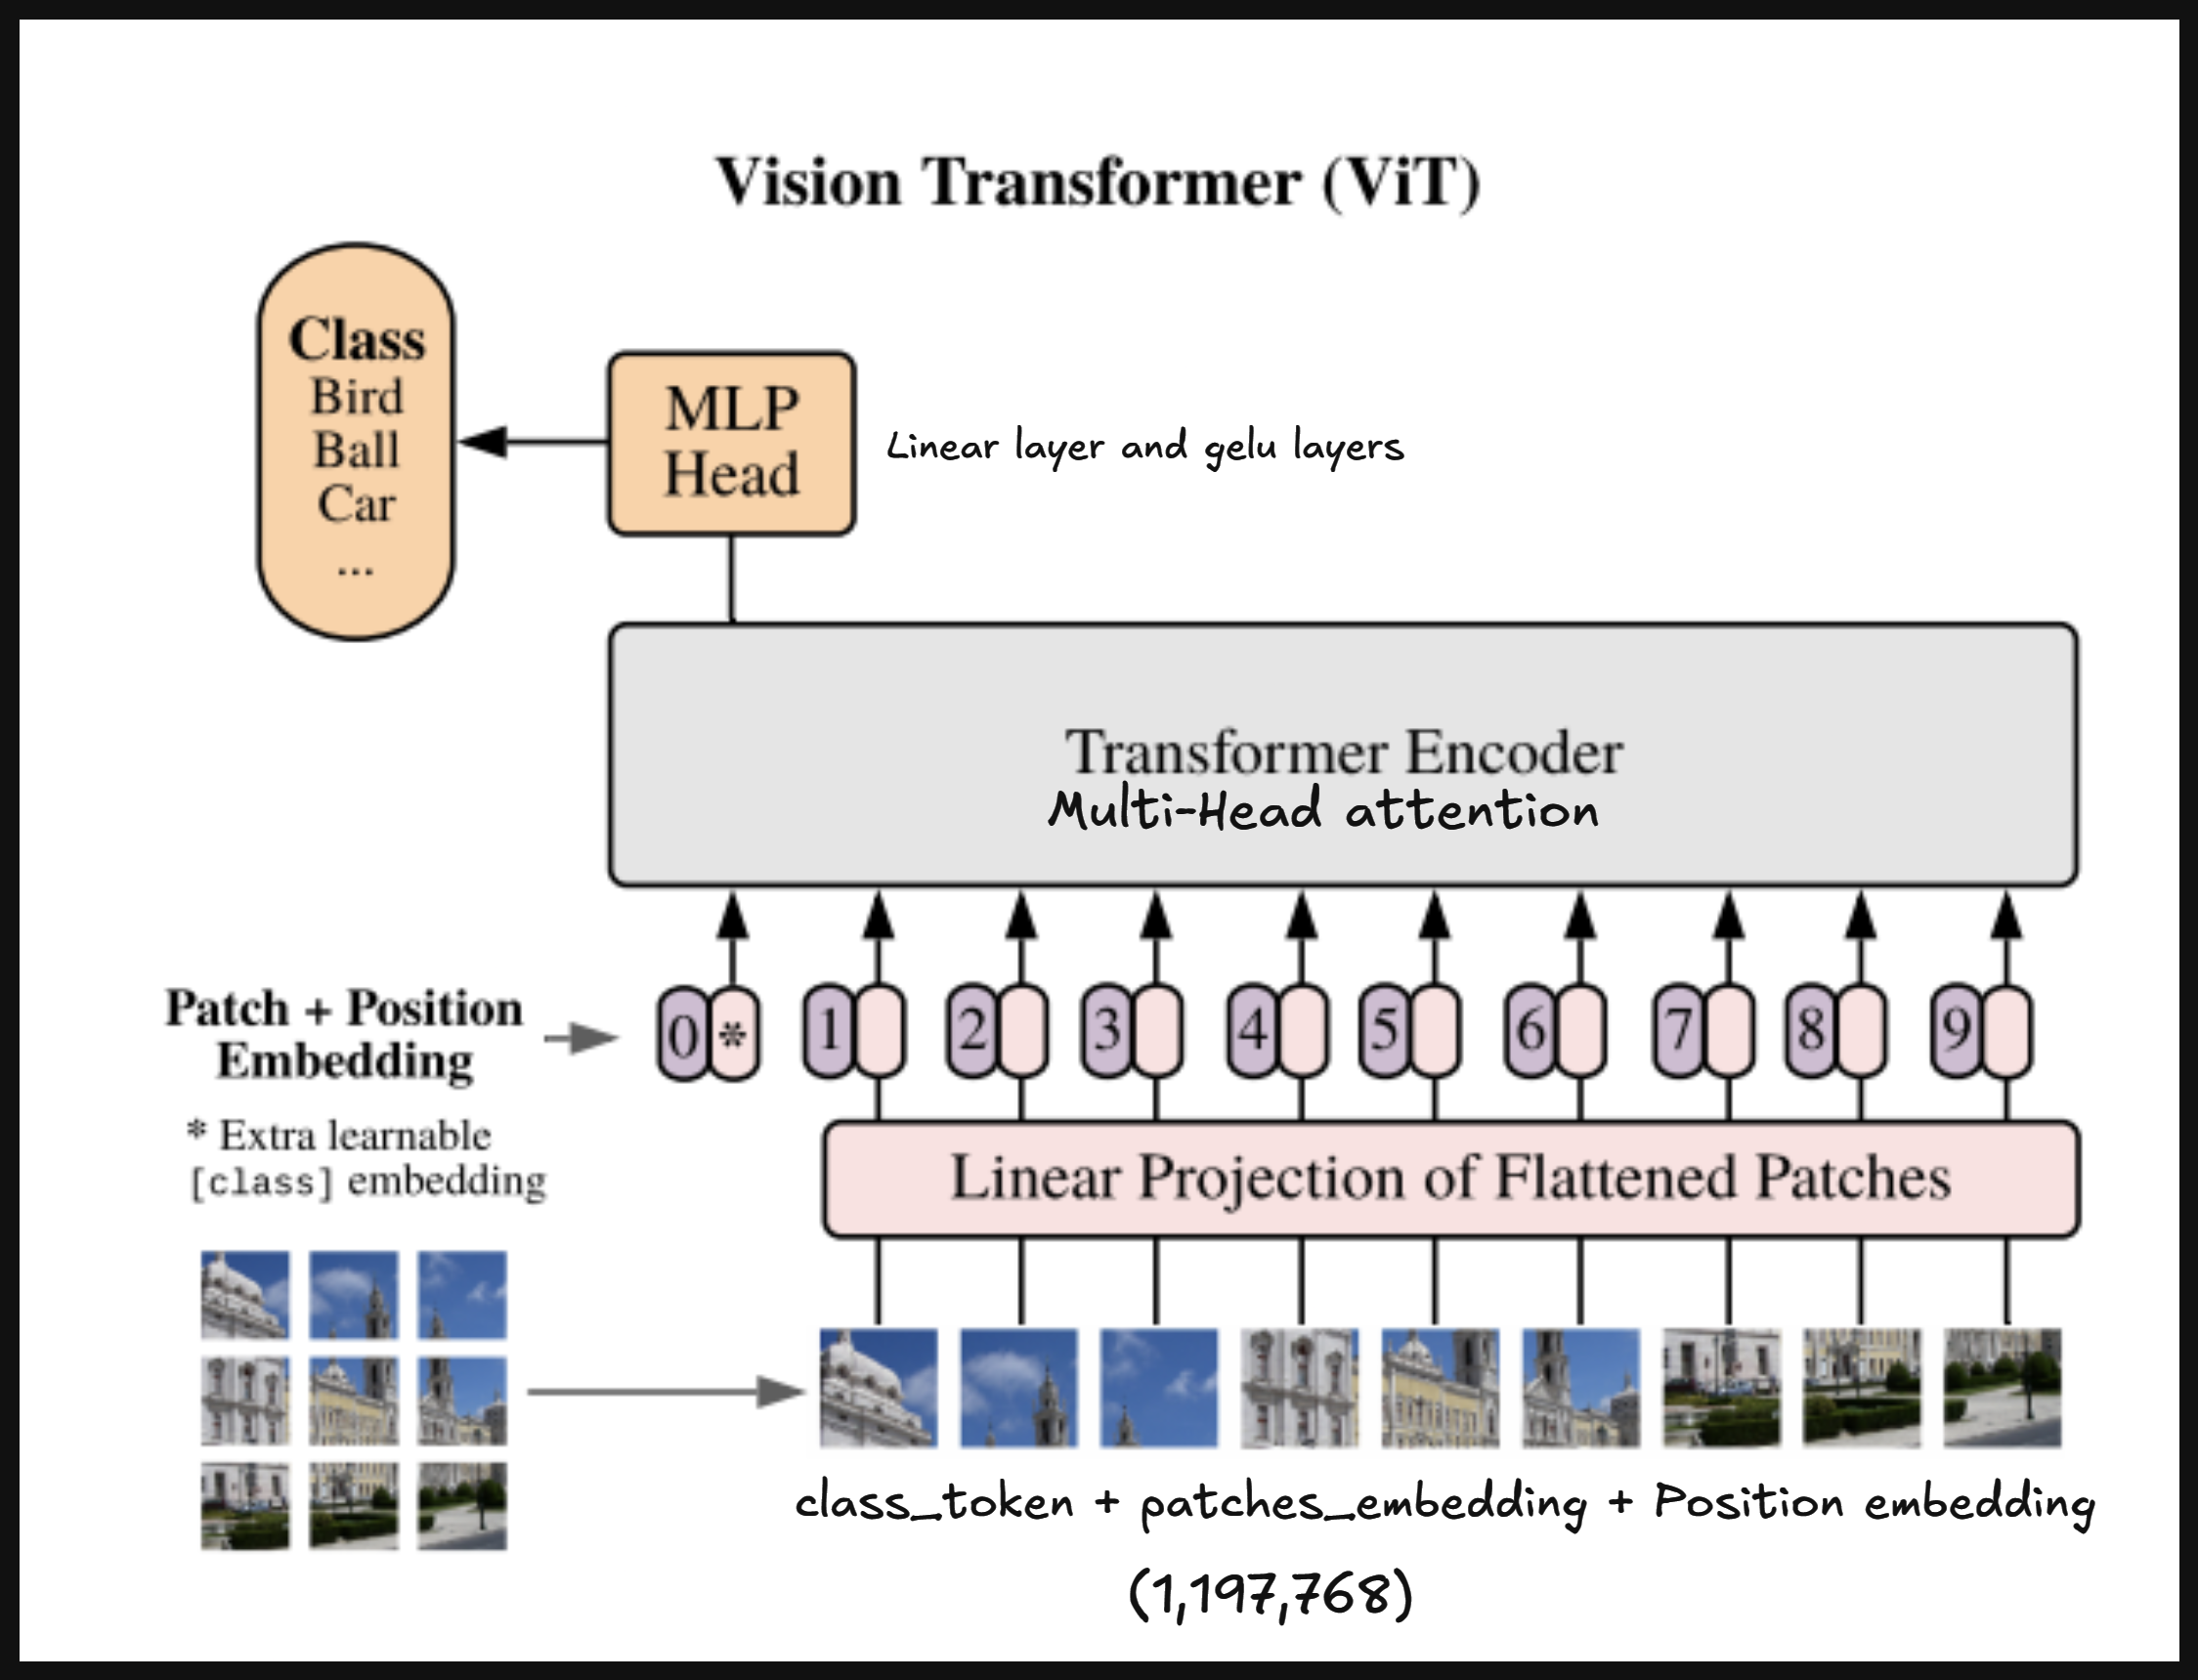 Vision Transformer (ViT)
Class
Bird
Ball
Car
...
MLP
Head
Linear layer and gelu layers
Transformer Encoder
Multi-Head attention
Patch + Position
Embedding
* Extra learnable
[class] embedding
0 * 1 2 3 4 5 6 7 8 9
Linear Projection of Flattened Patches
class_token + patches_embedding + Position embedding
(1,197,768)